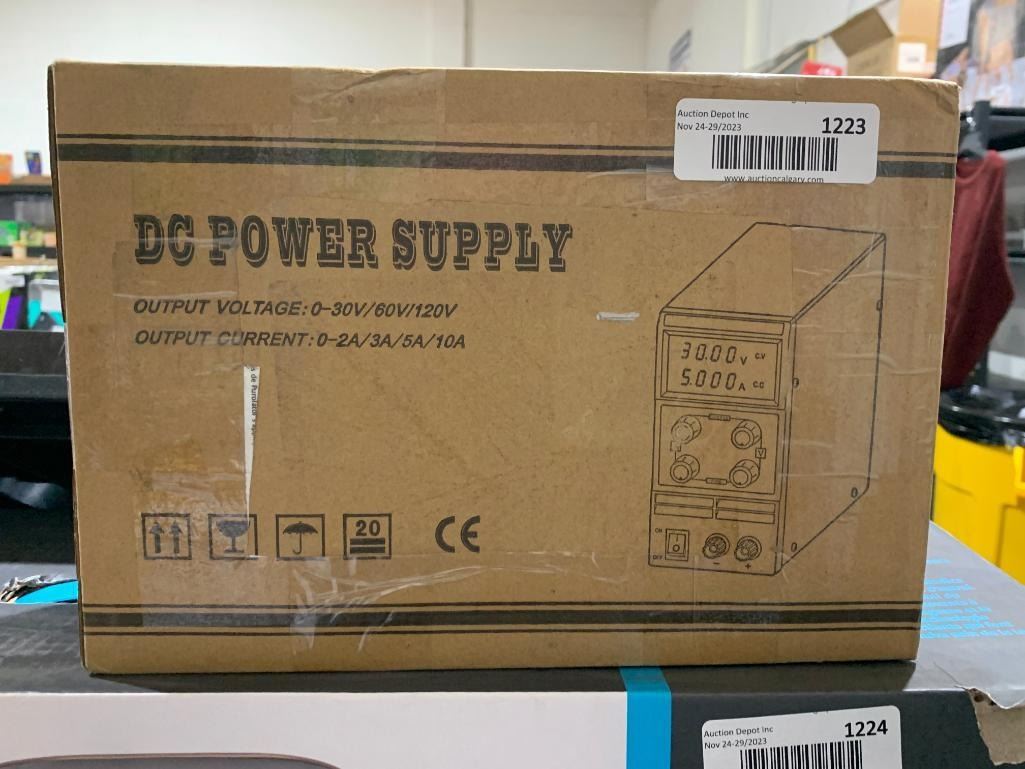 Auction Depot Inc
Nov 24-29/2023
1223
www.auctioncalgary.com
DC POWER SUPPLY
OUTPUT VOLTAGE: 0-30V/60V/120V
OUTPUT CURRENT: 0-2A/3A/5A/10A
30.00 V C.V
5.000 A C.C
V
20
CE
ON
OFF
- +
Auction Depot Inc
Nov 24-29/2023
1224